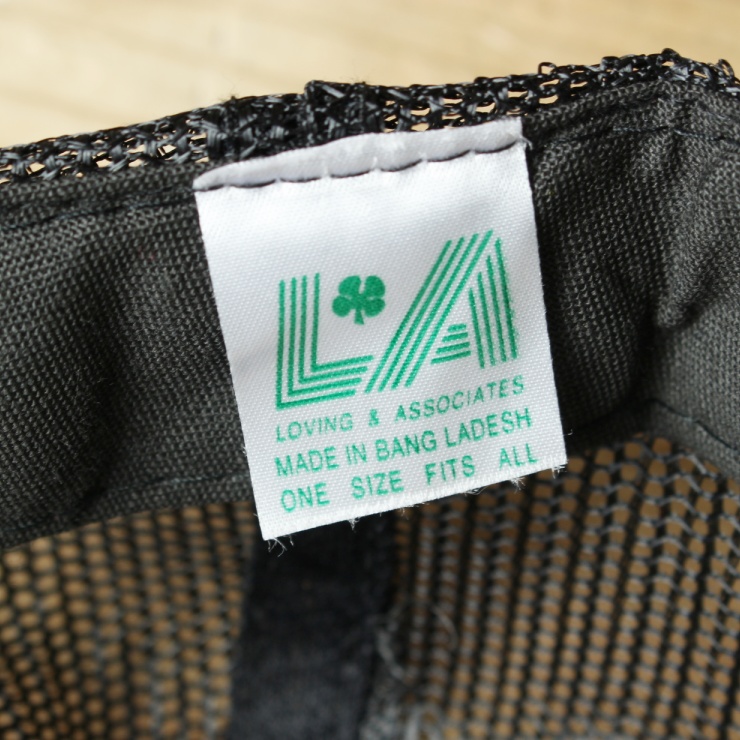 LA
LOVING & ASSOCIATES
MADE IN BANG LADESH
ONE SIZE FITS ALL